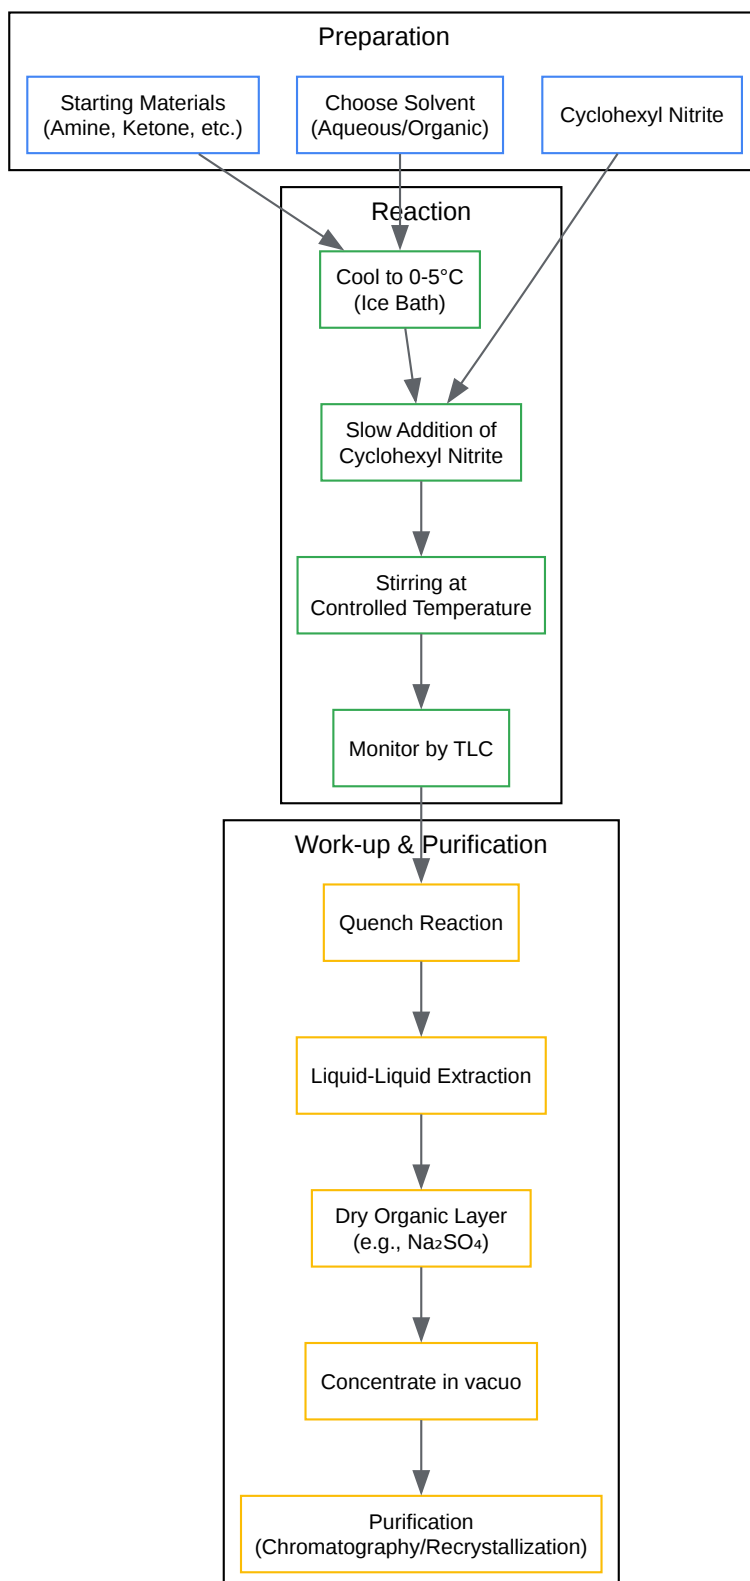 Preparation
Starting Materials
(Amine, Ketone, etc.)
Choose Solvent
(Aqueous/Organic)
Cyclohexyl Nitrite
Reaction
Cool to 0-5°C
(Ice Bath)
Slow Addition of
Cyclohexyl Nitrite
Stirring at
Controlled Temperature
Monitor by TLC
Work-up & Purification
Quench Reaction
Liquid-Liquid Extraction
Dry Organic Layer
(e.g., Na₂SO₄)
Concentrate in vacuo
Purification
(Chromatography/Recrystallization)